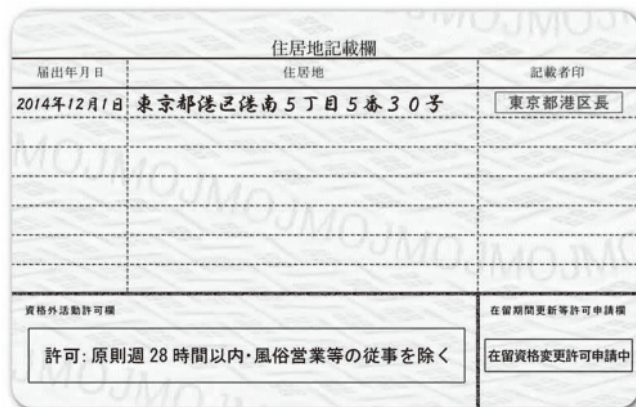 住居地記載欄
届出年月日 住居地 記載者印
2014年12月1日 東京都港区港南5丁目5番30号 東京都港区長
MOJMOJMOJMOJMOJMOJ
資格外活動許可欄 在留期間更新等許可申請欄
許可:原則週28時間以内・風俗営業等の従事を除く 在留資格変更許可申請中